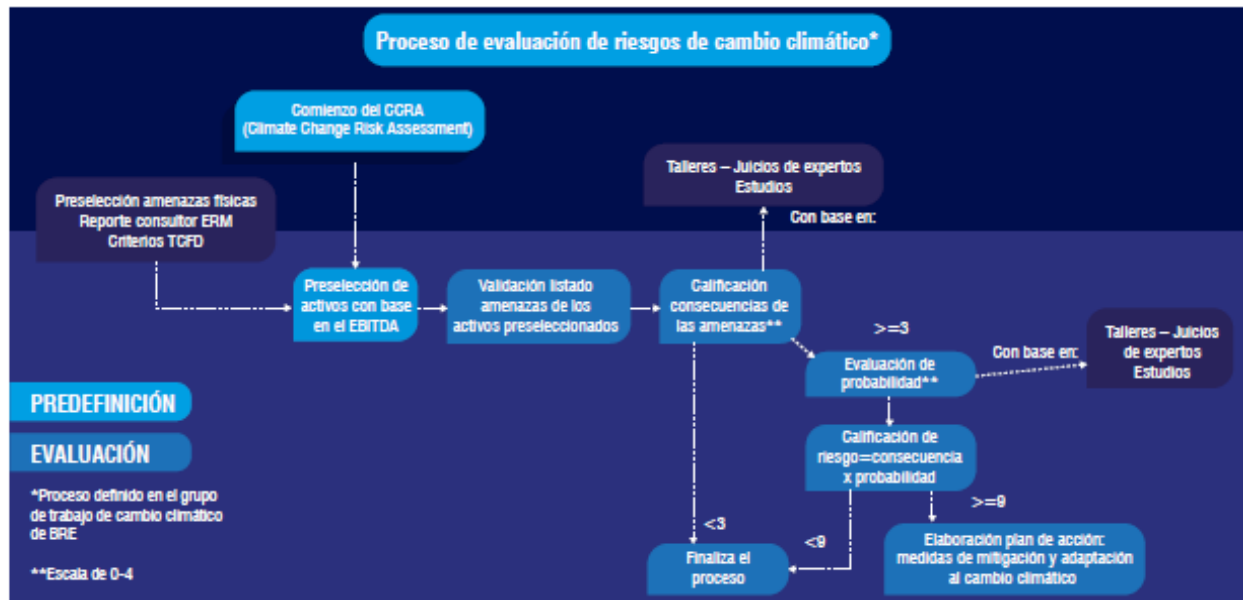 Proceso de evaluación de riesgos de cambio climático*
Comienzo del CCRA
(Climate Change Risk Assessment)
Talleres – Juicios de expertos
Estudios
Preselección amenazas físicas
Reporte consultor ERM
Criterios TCFD
Con base en:
Preselección de
activos con base
en el EBITDA
Validación listado
amenazas de los
activos preseleccionados
Calificación
consecuencias de
las amenazas**
>=3
Con base en:
Talleres – Juicios
de expertos
Estudios
Evaluación de
probabilidad**
PREDEFINICIÓN
EVALUACIÓN
Calificación de
riesgo=consecuencia
x probabilidad
*Proceso definido en el grupo
de trabajo de cambio climático
de BRE
>=9
<3
<9
Finaliza el
proceso
Elaboración plan de acción:
medidas de mitigación y adaptación
al cambio climático
**Escala de 0-4